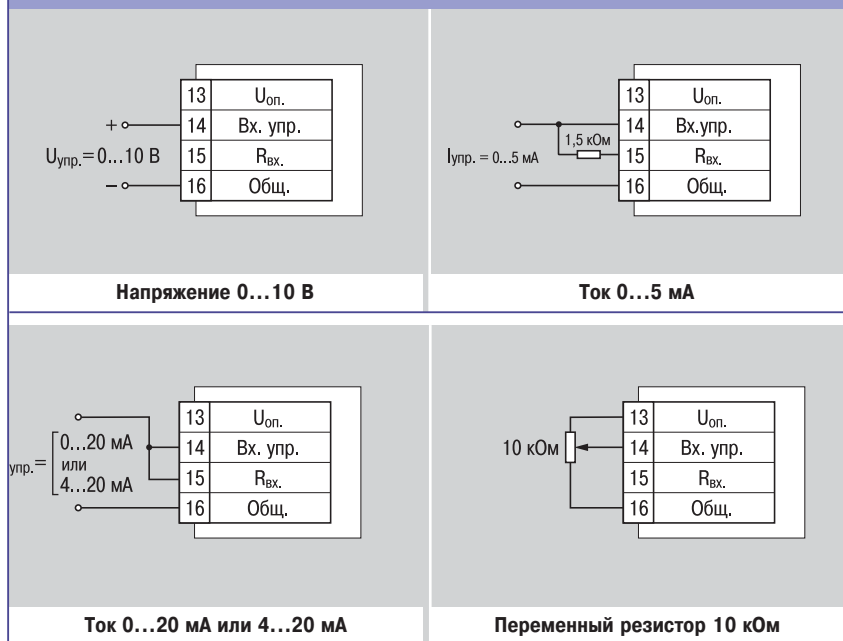 13 Uоп.
+ 14 Вх. упр.
Uупр.=0...10 В 15 Rвх.
– 16 Общ.
Напряжение 0...10 В
13 Uоп.
14 Вх.упр.
1,5 кОм
Iупр. = 0...5 мА 15 Rвх.
16 Общ.
Ток 0...5 мА
13 Uоп.
0...20 мА 14 Вх. упр.
упр.= или
15 Rвх.
4...20 мА
16 Общ.
Ток 0...20 мА или 4...20 мА
13 Uоп.
10 кОм 14 Вх. упр.
15 Rвх.
16 Общ.
Переменный резистор 10 кОм